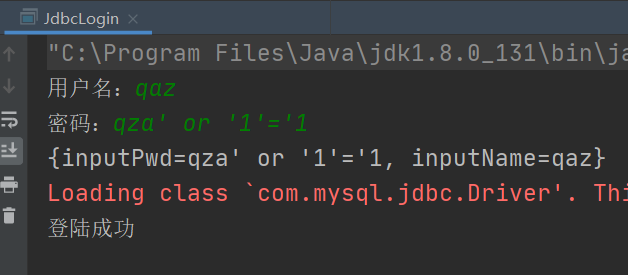 JdbcLogin
"C:\Program Files\Java\jdk1.8.0_131\bin\ja
用户名：qaz
密码：qza' or '1'='1
{inputPwd=qza' or '1'='1, inputName=qaz}
Loading class `com.mysql.jdbc.Driver'. Thi
登陆成功